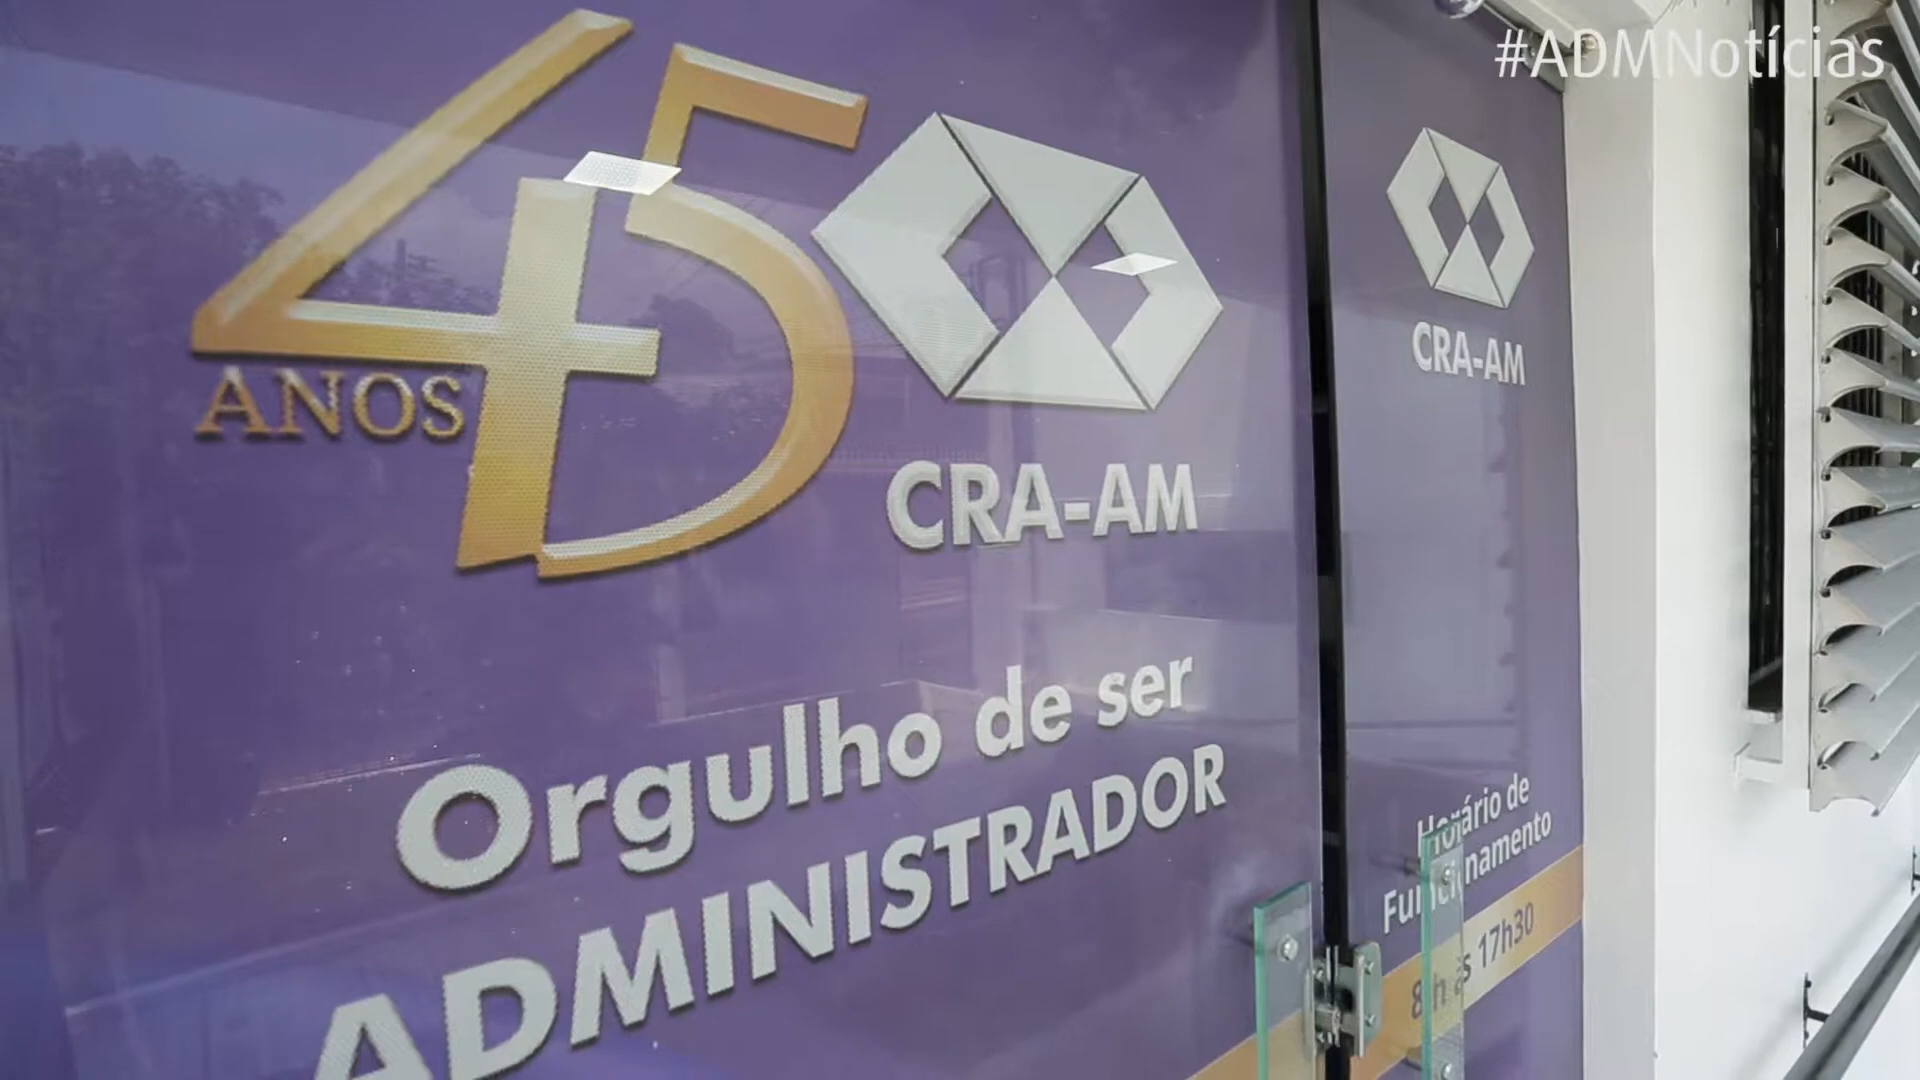 #ADMNotícias
45
ANOS
CRA-AM
Orgulho de ser
ADMINISTRADOR
CRA-AM
Horário de
Funcionamento
8h às 17h30